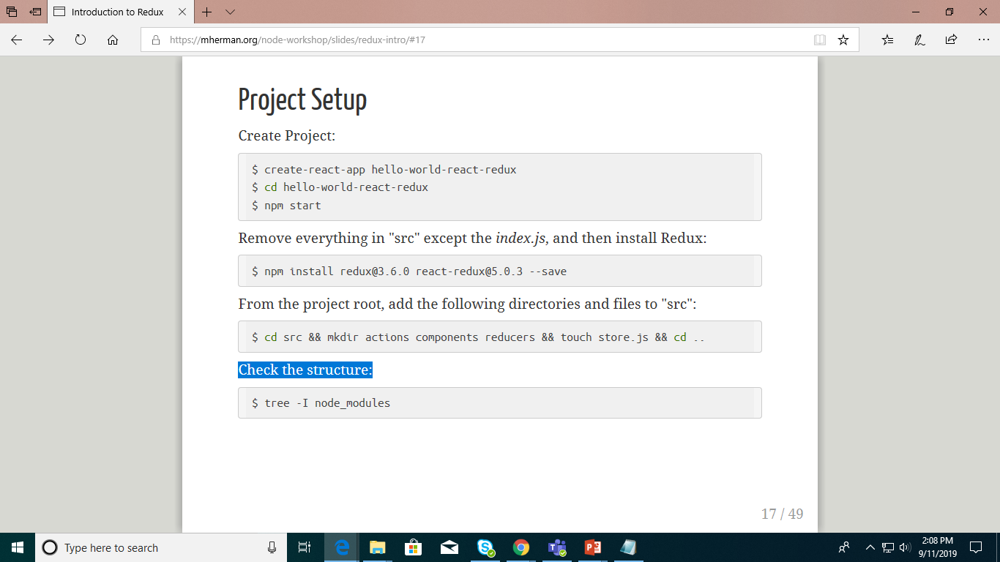 Introduction to Redux
https://mherman.org/node-workshop/slides/redux-intro/#17
Project Setup
Create Project:
$ create-react-app hello-world-react-redux
$ cd hello-world-react-redux
$ npm start
Remove everything in "src" except the index.js, and then install Redux:
$ npm install redux@3.6.0 react-redux@5.0.3 --save
From the project root, add the following directories and files to "src":
$ cd src && mkdir actions components reducers && touch store.js && cd ..
Check the structure:
$ tree -I node_modules
17 / 49
Type here to search
2:08 PM
9/11/2019